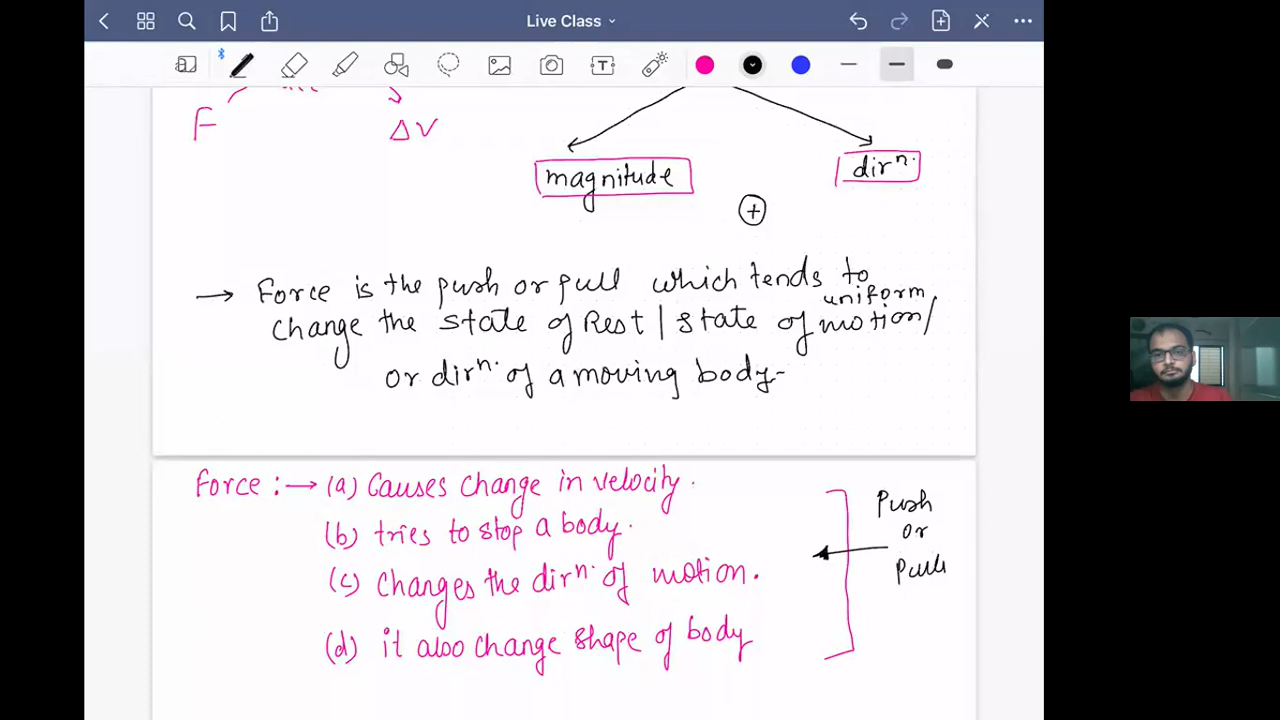 Live Class
F
ΔV
magnitude
dirⁿ.
+
→ Force is the push or pull which tends to
uniform
change the state of Rest | state of motion/
or dirⁿ. of a moving body-
Force :→ (a) Causes change in velocity.
(b) tries to stop a body.
(c) Changes the dirⁿ. of motion.
(d) it also change shape of body
Push
or
Pull